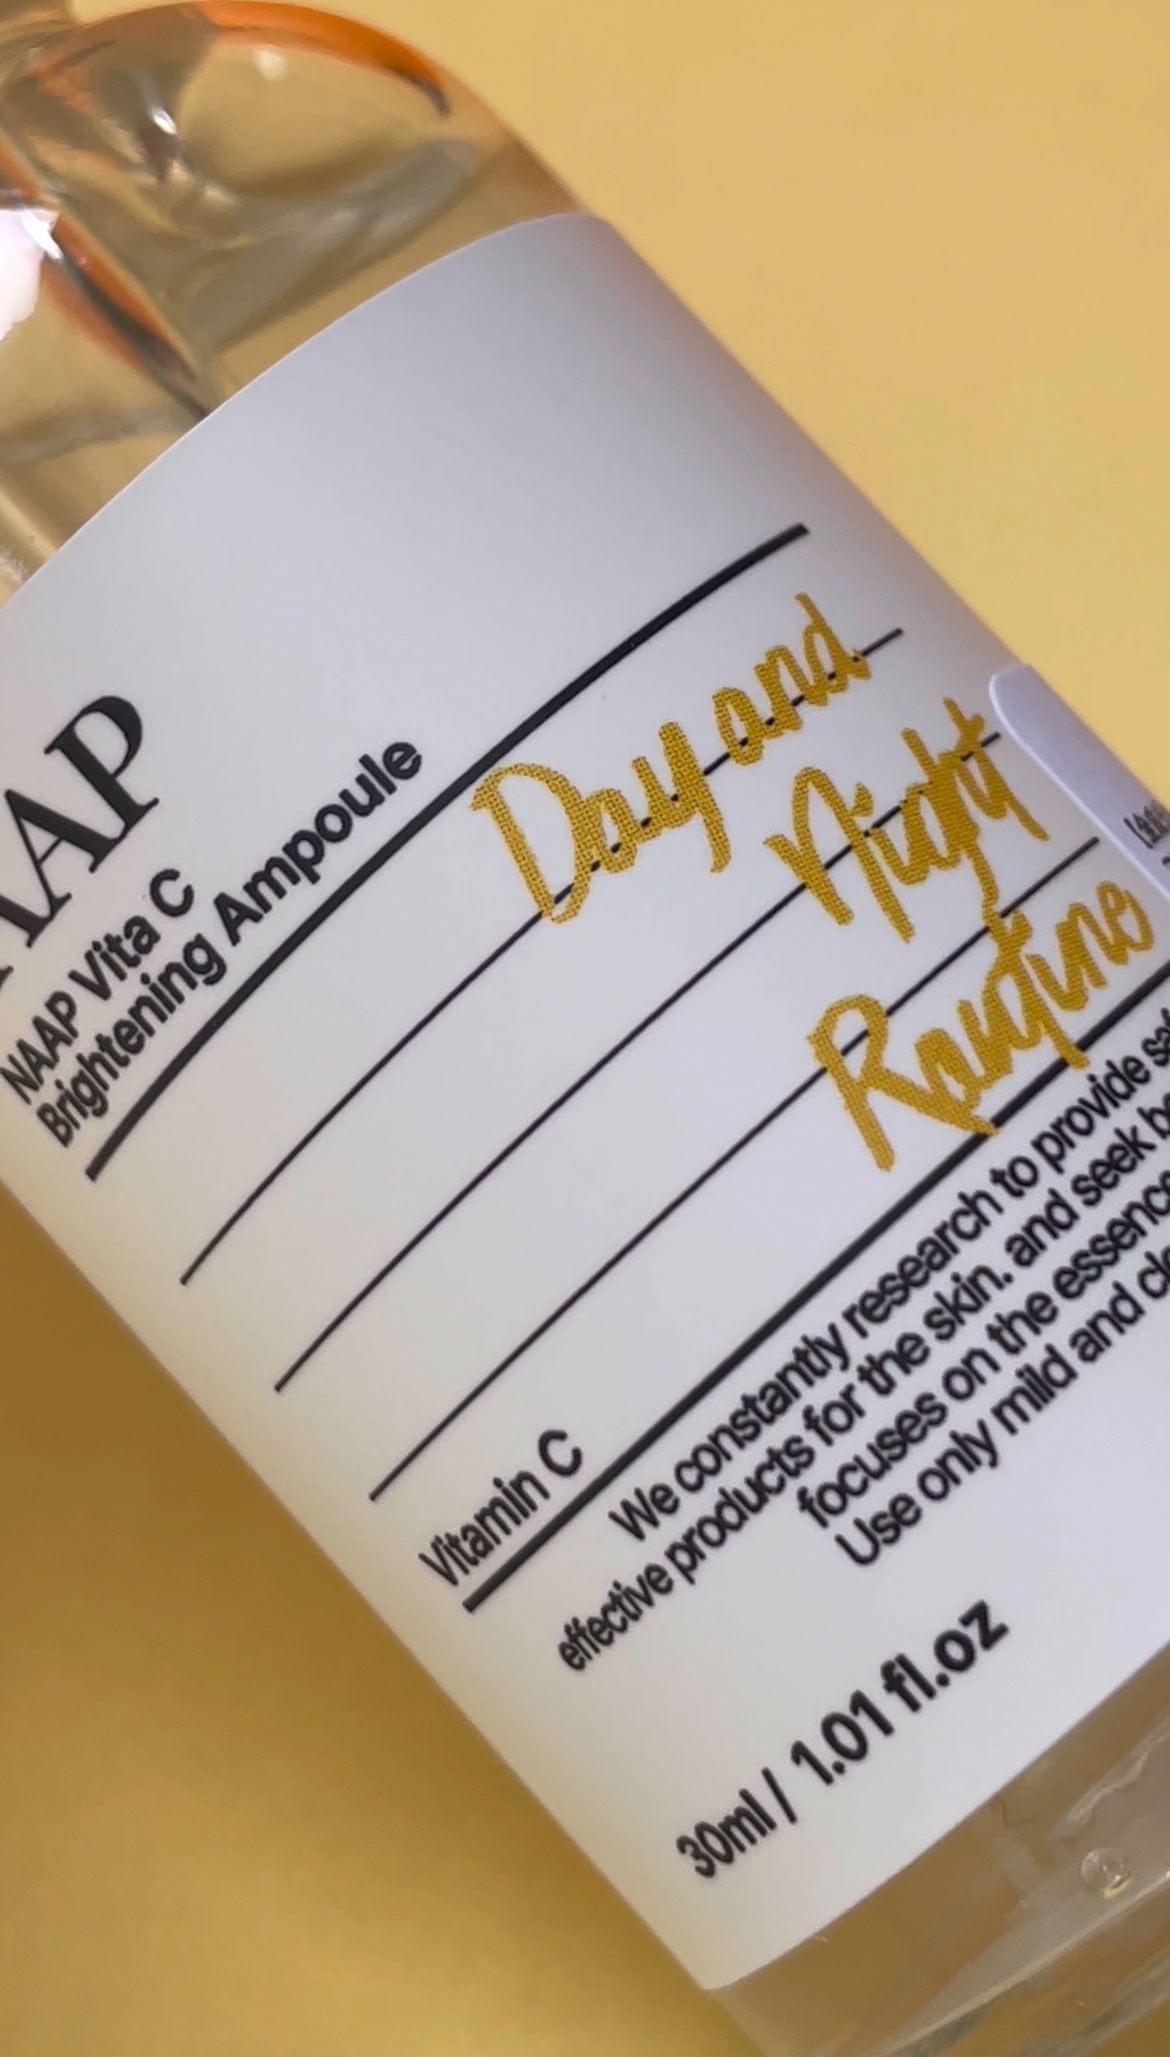 NAAP Vita C
Brightening Ampoule
Day and
Night
Routine
Vitamin C
We constantly research to provide
effective products for the skin. and seek
focuses on the essence
Use only mild and
30ml / 1.01 fl.oz